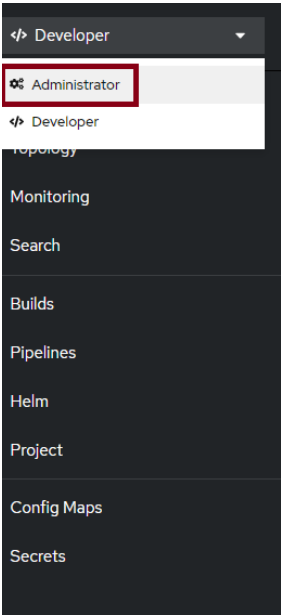 </> Developer
Administrator
</> Developer
Topology
Monitoring
Search
Builds
Pipelines
Helm
Project
Config Maps
Secrets